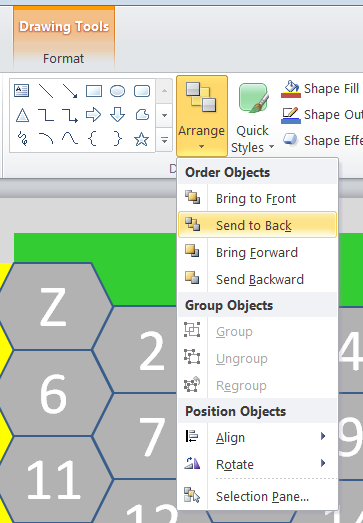 Drawing Tools
Format
Arrange
Quick
Styles
Shape Fill
Shape Out
Shape Effe
D
Order Objects
Bring to Front
Send to Back
Bring Forward
Send Backward
Group Objects
Group
Ungroup
Regroup
Position Objects
Align
Rotate
Selection Pane...
Z
2
6
7
11
12
4
9